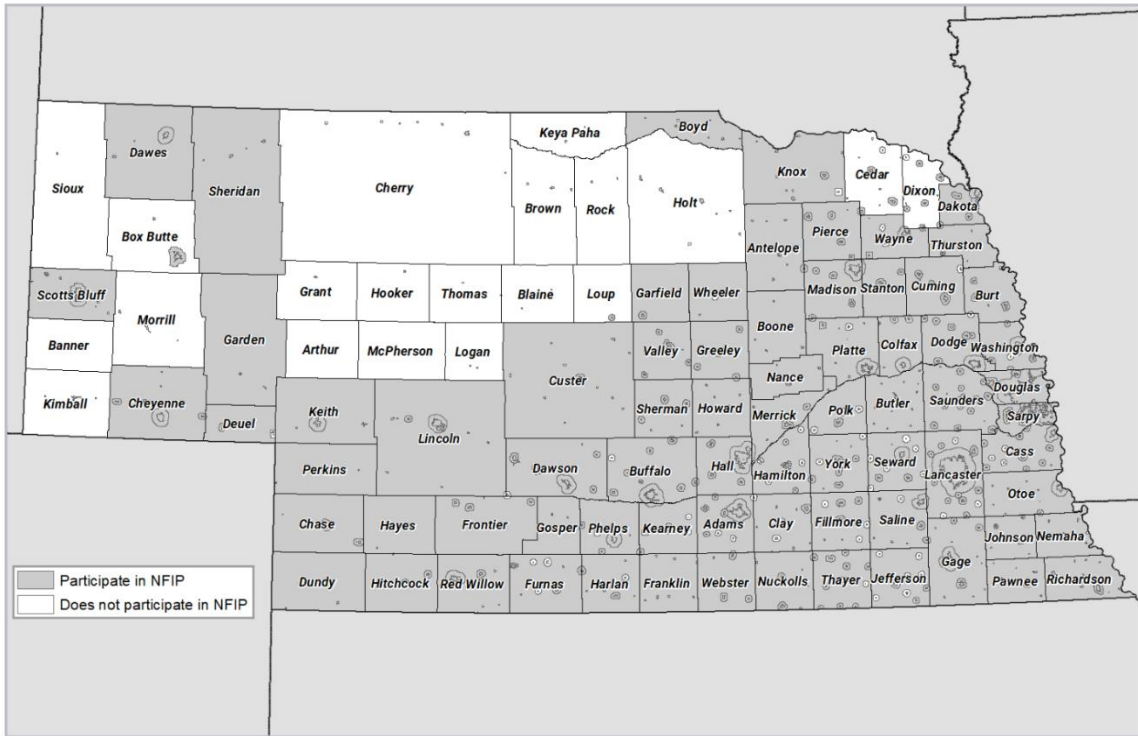 Sioux
Dawes
Sheridan
Box Butte
Scotts Bluff
Morrill
Garden
Banner
Kimball
Cheyenne
Deuel
Cherry
Keya Paha
Boyd
Brown
Rock
Holt
Knox
Cedar
Dixon
Dakota
Antelope
Pierce
Wayne
Thurston
Grant
Hooker
Thomas
Blaine
Loup
Garfield
Wheeler
Madison
Stanton
Cuming
Burt
Arthur
McPherson
Logan
Custer
Valley
Greeley
Boone
Platte
Colfax
Dodge
Washington
Nance
Keith
Lincoln
Sherman
Howard
Merrick
Polk
Butler
Saunders
Douglas
Sarpy
Perkins
Dawson
Buffalo
Hall
Hamilton
York
Seward
Lancaster
Cass
Otoe
Chase
Hayes
Frontier
Gosper
Phelps
Kearney
Adams
Clay
Fillmore
Saline
Johnson
Nemaha
Gage
Dundy
Hitchcock
Red Willow
Furnas
Harlan
Franklin
Webster
Nuckolls
Thayer
Jefferson
Pawnee
Richardson
Participate in NFIP
Does not participate in NFIP